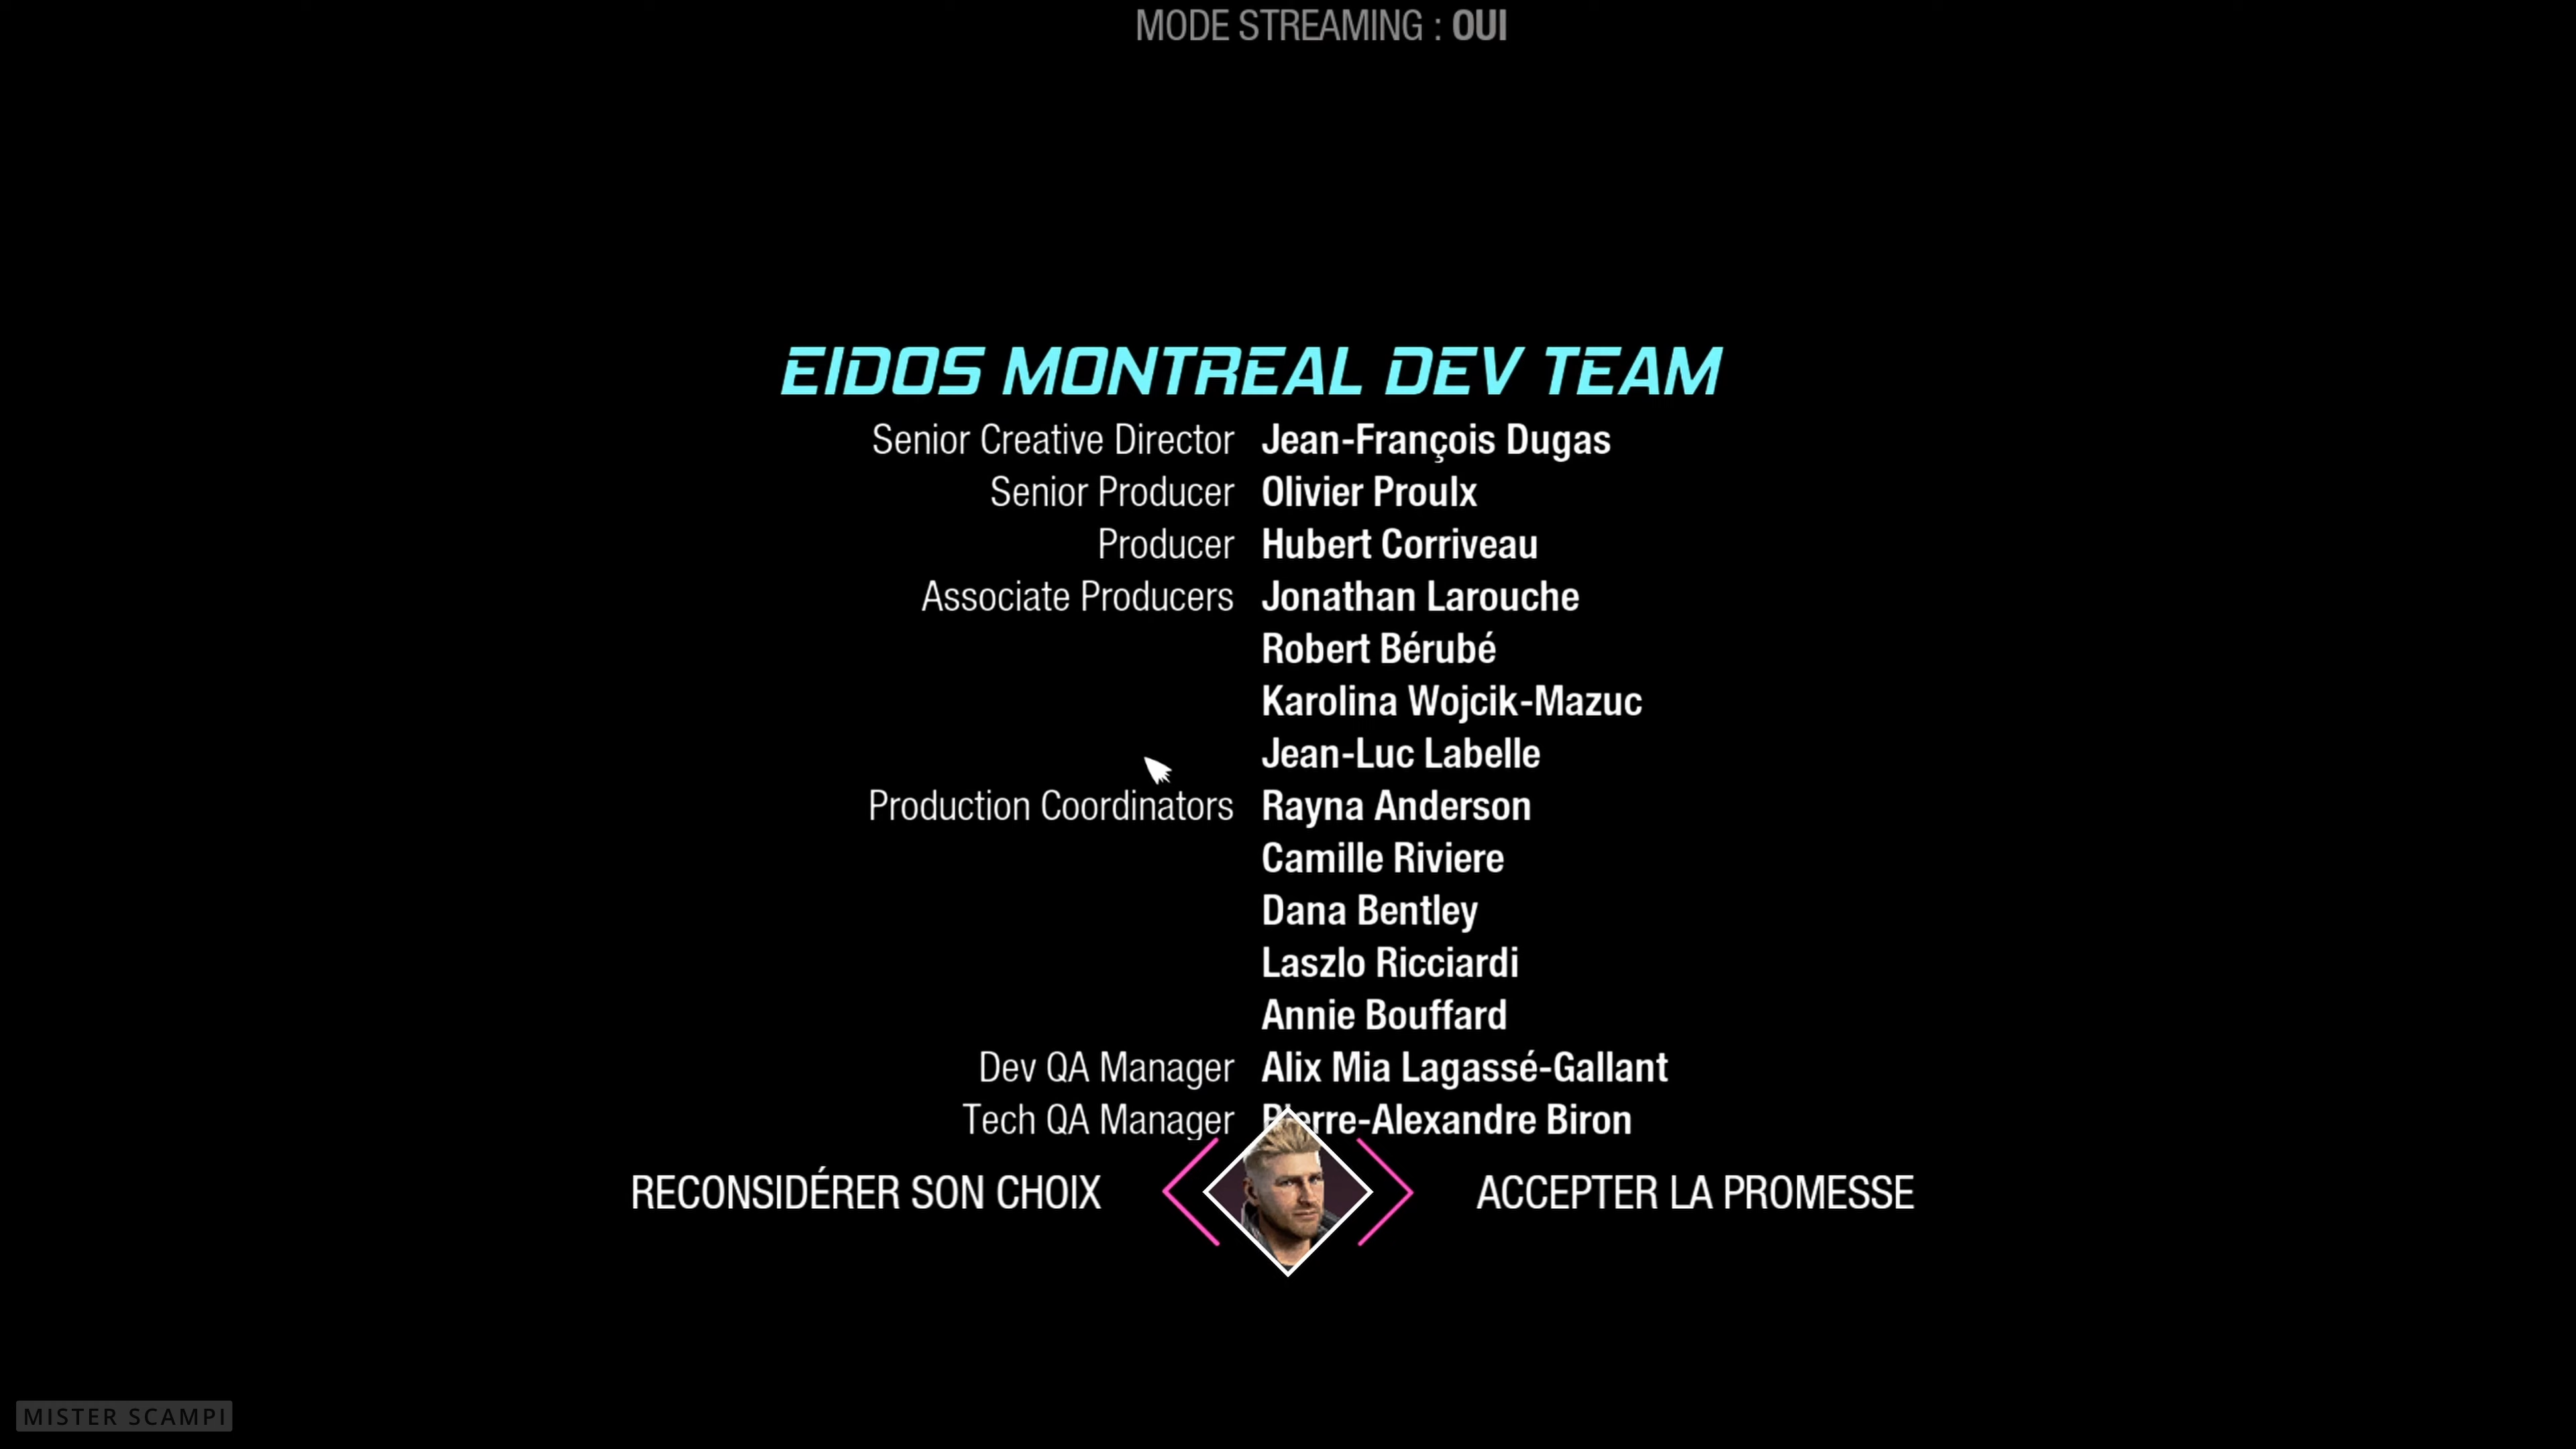 MODE STREAMING : OUI
EIDOS MONTREAL DEV TEAM
Senior Creative Director Jean-François Dugas
Senior Producer Olivier Proulx
Producer Hubert Corriveau
Associate Producers Jonathan Larouche
Robert Bérubé
Karolina Wojcik-Mazuc
Jean-Luc Labelle
Production Coordinators Rayna Anderson
Camille Riviere
Dana Bentley
Laszlo Ricciardi
Annie Bouffard
Dev QA Manager Alix Mia Lagassé-Gallant
Tech QA Manager Pierre-Alexandre Biron
RECONSIDÉRER SON CHOIX ACCEPTER LA PROMESSE
MISTER SCAMPI